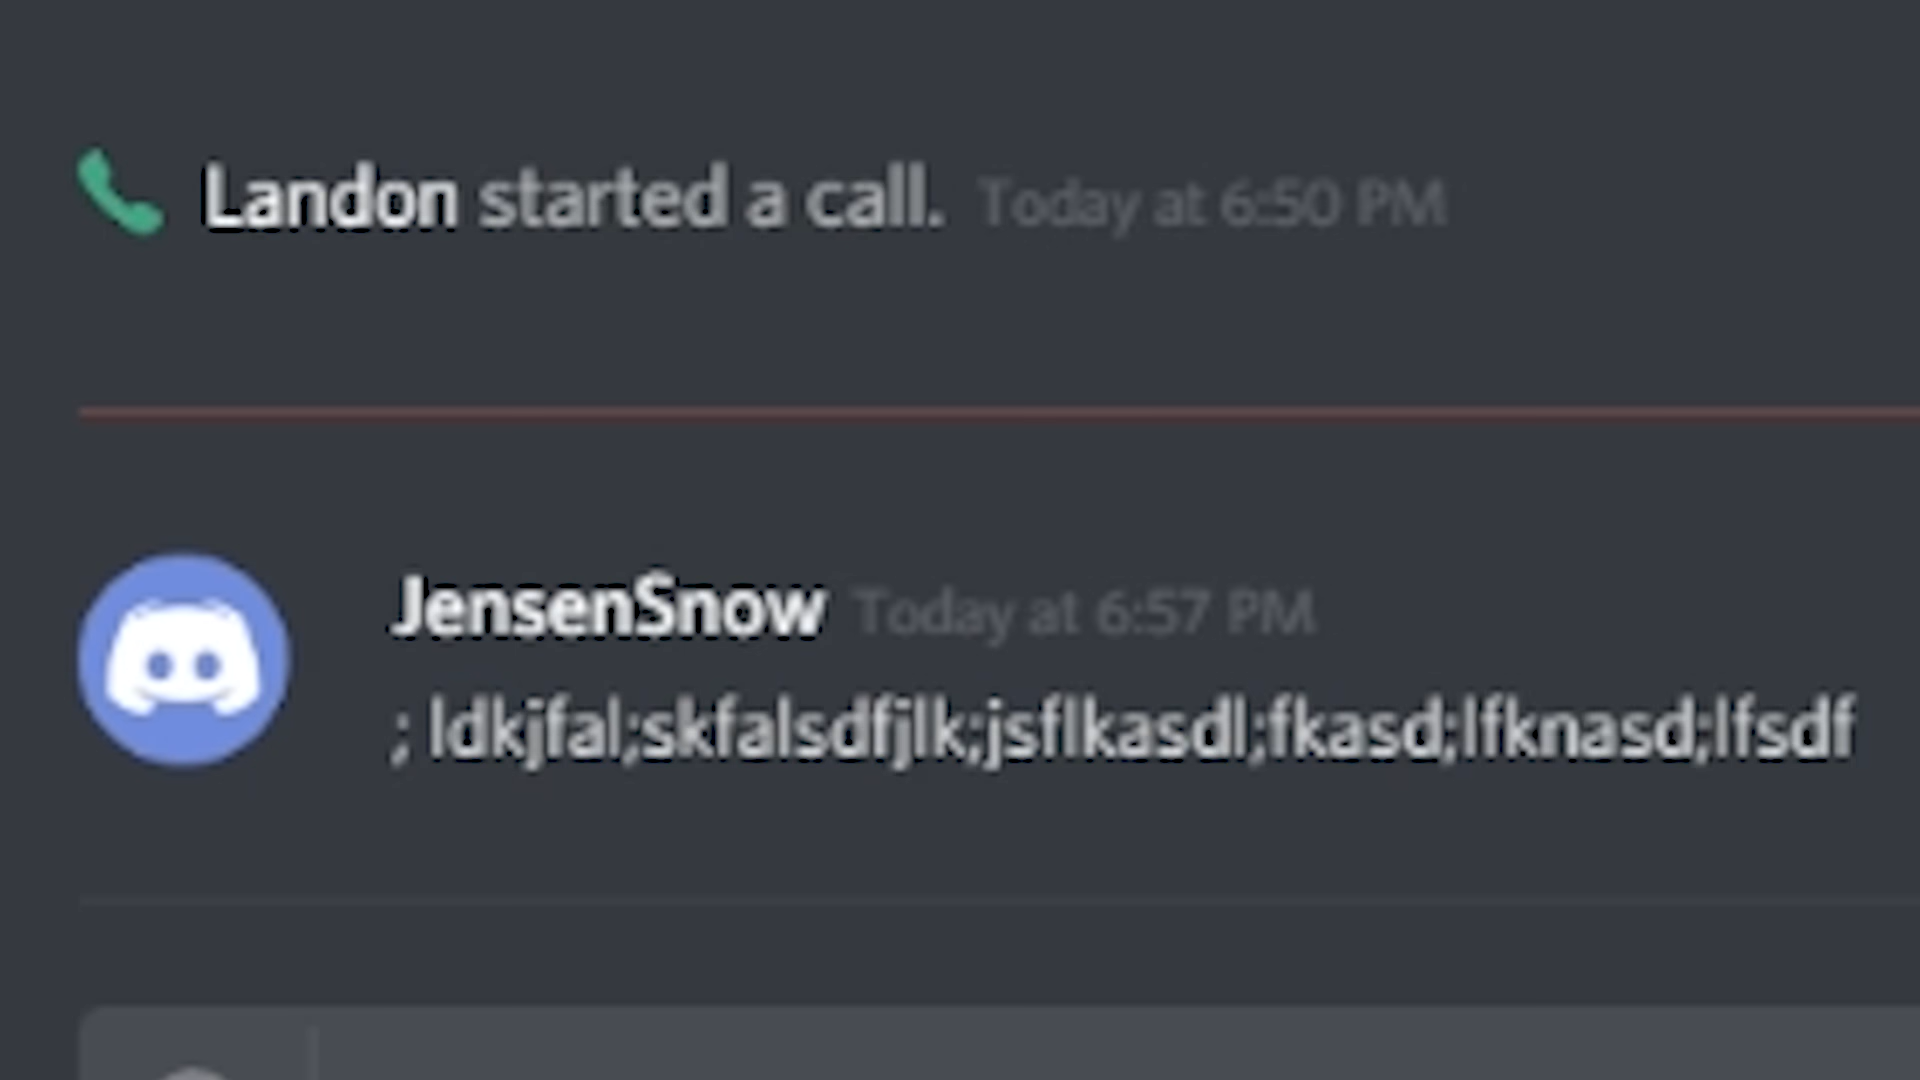 Landon started a call. Today at 6:50 PM
JensenSnow Today at 6:57 PM
; ldkjfal;skfalsdfjlk;jsflkasdl;fkasd;lfknasd;lfsdf